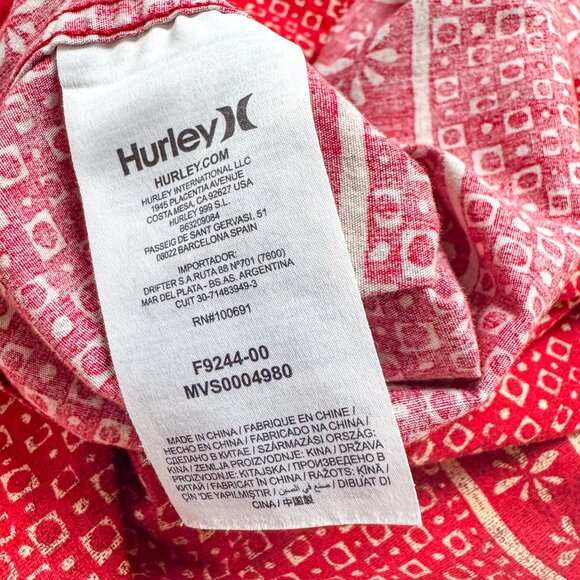 Hurley
HURLEY.COM
HURLEY INTERNATIONAL LLC
1945 PLACENTIA AVENUE
COSTA MESA, CA 92627 USA
HURLEY 999 S.L.
B63209084
PASSEIG DE SANT GERVASI, 51
08022 BARCELONA SPAIN
IMPORTADOR:
DRIFTER S.A RUTA 88 Nº701 (7600)
MAR DEL PLATA - BS.AS. ARGENTINA
CUIT 30-71483949-3
RN#100691
F9244-00
MVS0004980
MADE IN CHINA / FABRIQUE EN CHINE /
HECHO EN CHINA / FABRICADO NA CHINA /
СДЕЛАНО В КИТАЕ / SZÁRMAZÁSI ORSZÁG:
KINA / ZEMLJA PROIZVODNJE: KINA / DRŽAVA
PROIZVODNJE: KITAJSKA / ПРОИЗВЕДЕНО В
КИТАЙ / FABRICAT ÎN CHINA / RAŽOTS: ĶĪNĀ/
ÇİN 'DE YAPILMIŞTIR / صنع في الصين / DIBUAT DI
CINA / 中国製